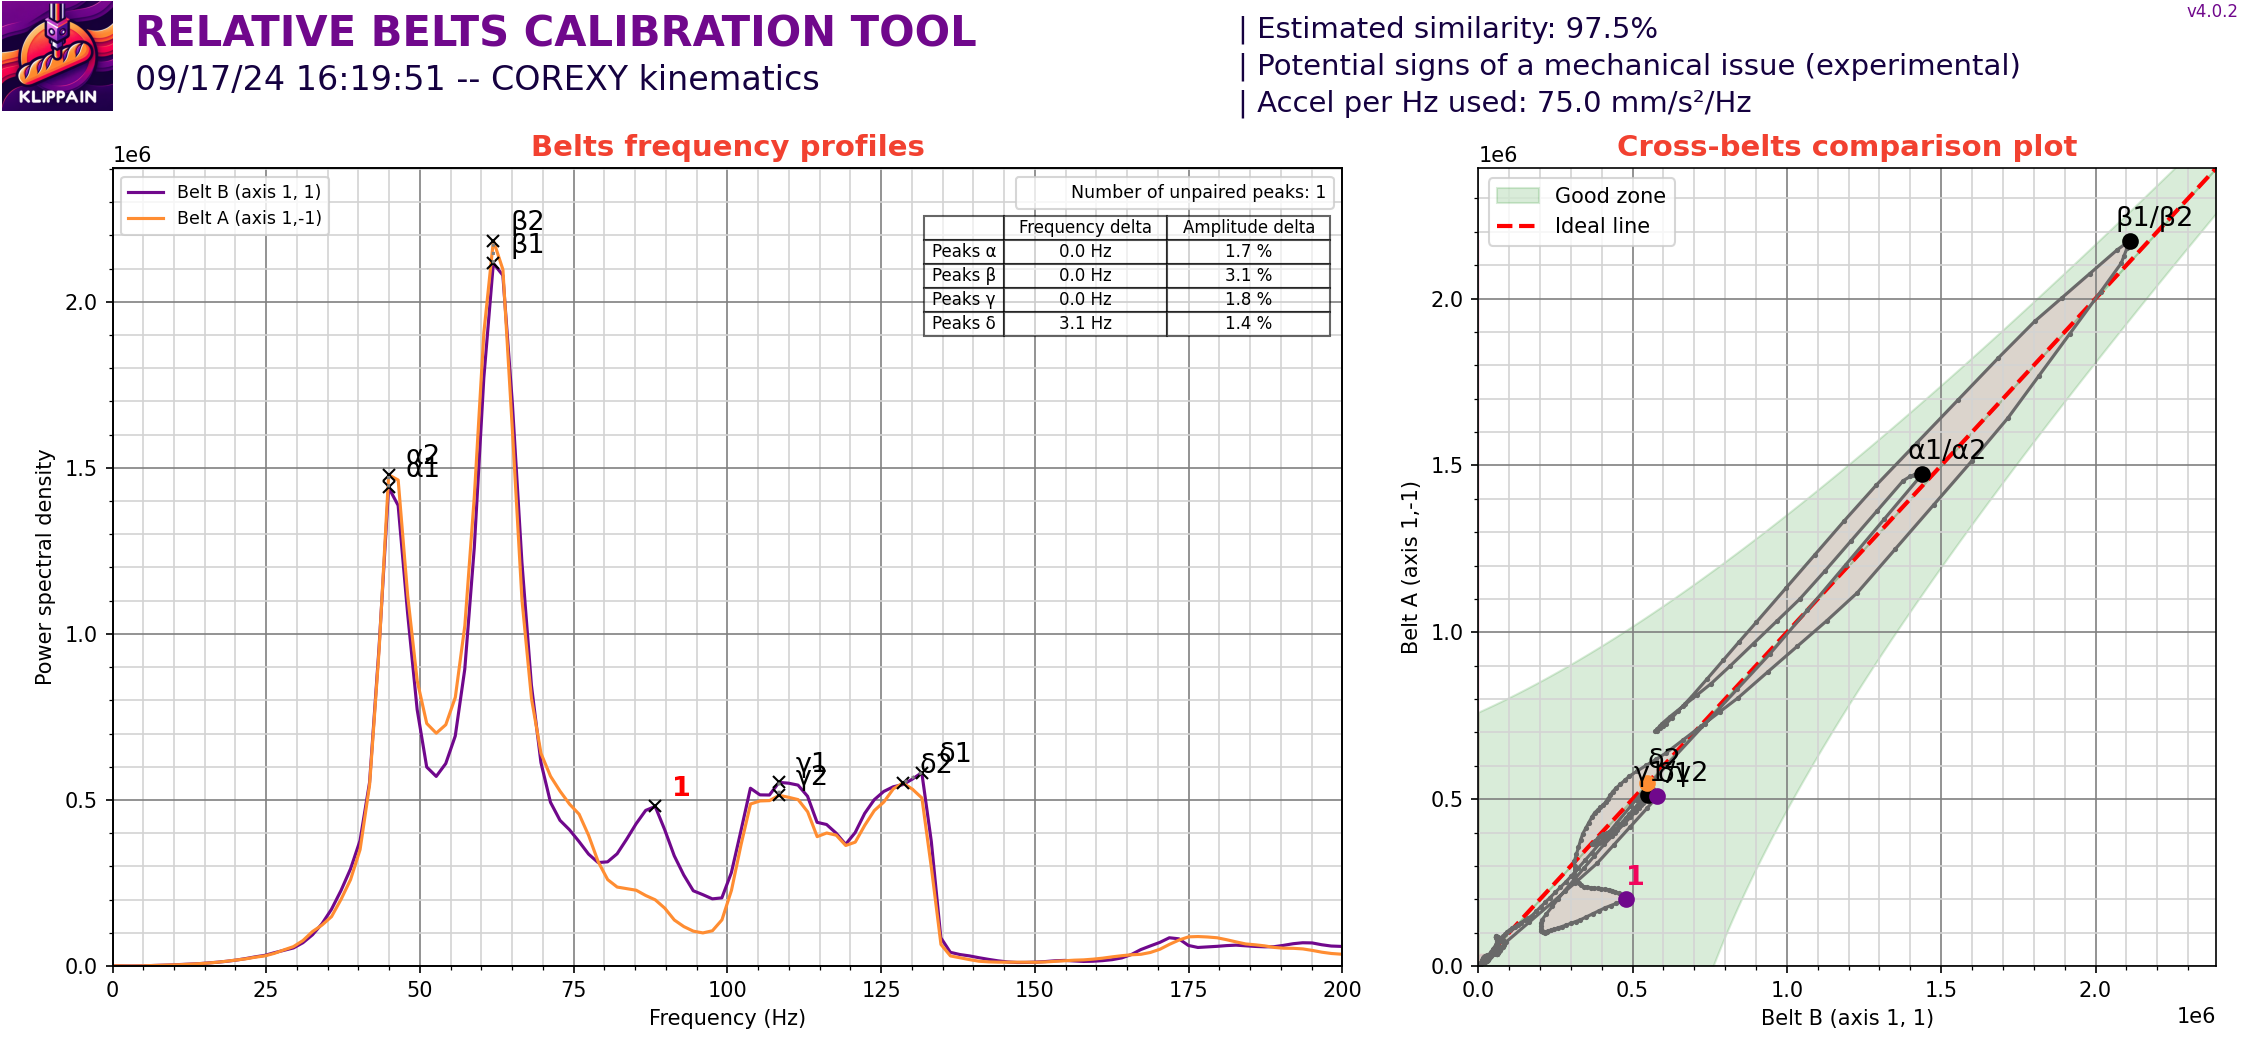 KLIPPAIN
RELATIVE BELTS CALIBRATION TOOL
09/17/24 16:19:51 -- COREXY kinematics
| Estimated similarity: 97.5%
| Potential signs of a mechanical issue (experimental)
| Accel per Hz used: 75.0 mm/s²/Hz
v4.0.2
Belts frequency profiles
1e6
Belt B (axis 1, 1)
Belt A (axis 1,-1)
Number of unpaired peaks: 1
Frequency delta Amplitude delta
Peaks α 0.0 Hz 1.7 %
Peaks β 0.0 Hz 3.1 %
Peaks γ 0.0 Hz 1.8 %
Peaks δ 3.1 Hz 1.4 %
β2
β1
α2
α1
1
γ1
γ2
δ2
δ1
Power spectral density
2.0
1.5
1.0
0.5
0.0
0 25 50 75 100 125 150 175 200
Frequency (Hz)
Cross-belts comparison plot
1e6
Good zone
Ideal line
β1/β2
α1/α2
δ2
γ1/γ2
δ1
1
Belt A (axis 1,-1)
2.0
1.5
1.0
0.5
0.0
0.0 0.5 1.0 1.5 2.0
Belt B (axis 1, 1)
1e6